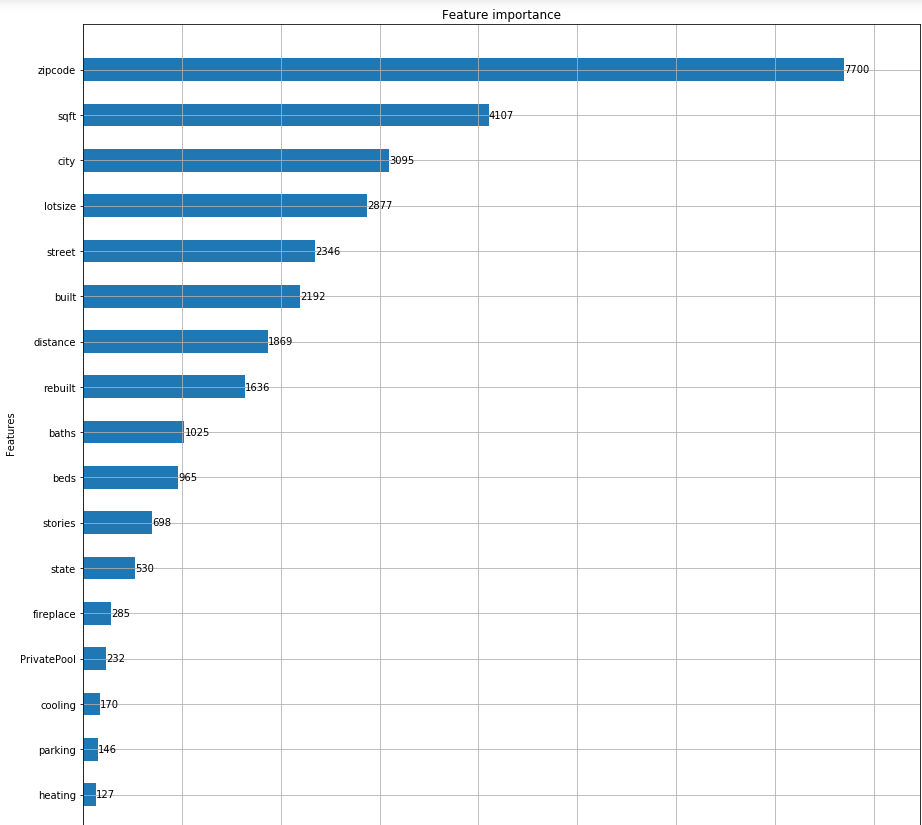 Feature importance
zipcode 7700
sqft 4107
city 3095
lotsize 2877
street 2346
built 2192
distance 1869
rebuilt 1636
baths 1025
Features
beds 965
stories 698
state 530
fireplace 285
PrivatePool 232
cooling 170
parking 146
heating 127